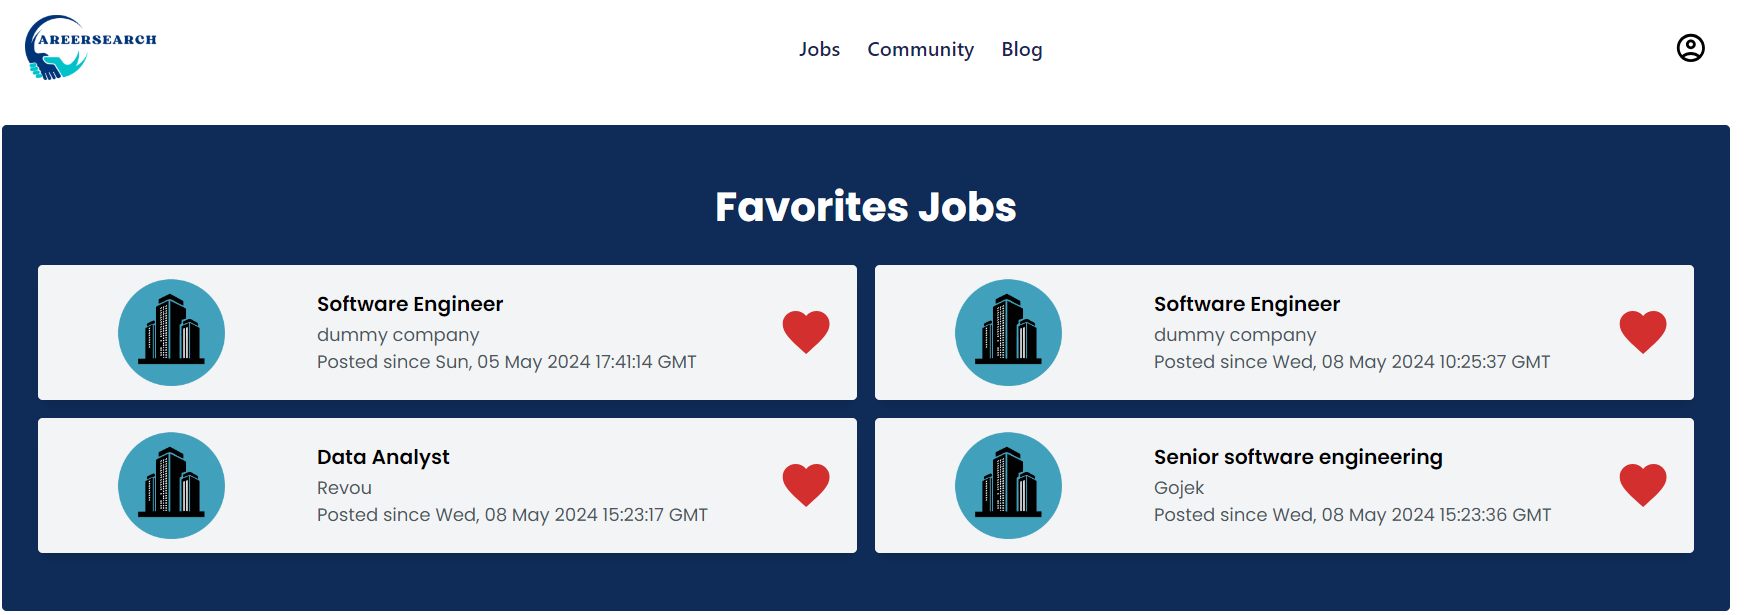 AREERSEARCH
Jobs Community Blog
Favorites Jobs
Software Engineer
dummy company
Posted since Sun, 05 May 2024 17:41:14 GMT
Software Engineer
dummy company
Posted since Wed, 08 May 2024 10:25:37 GMT
Data Analyst
Revou
Posted since Wed, 08 May 2024 15:23:17 GMT
Senior software engineering
Gojek
Posted since Wed, 08 May 2024 15:23:36 GMT